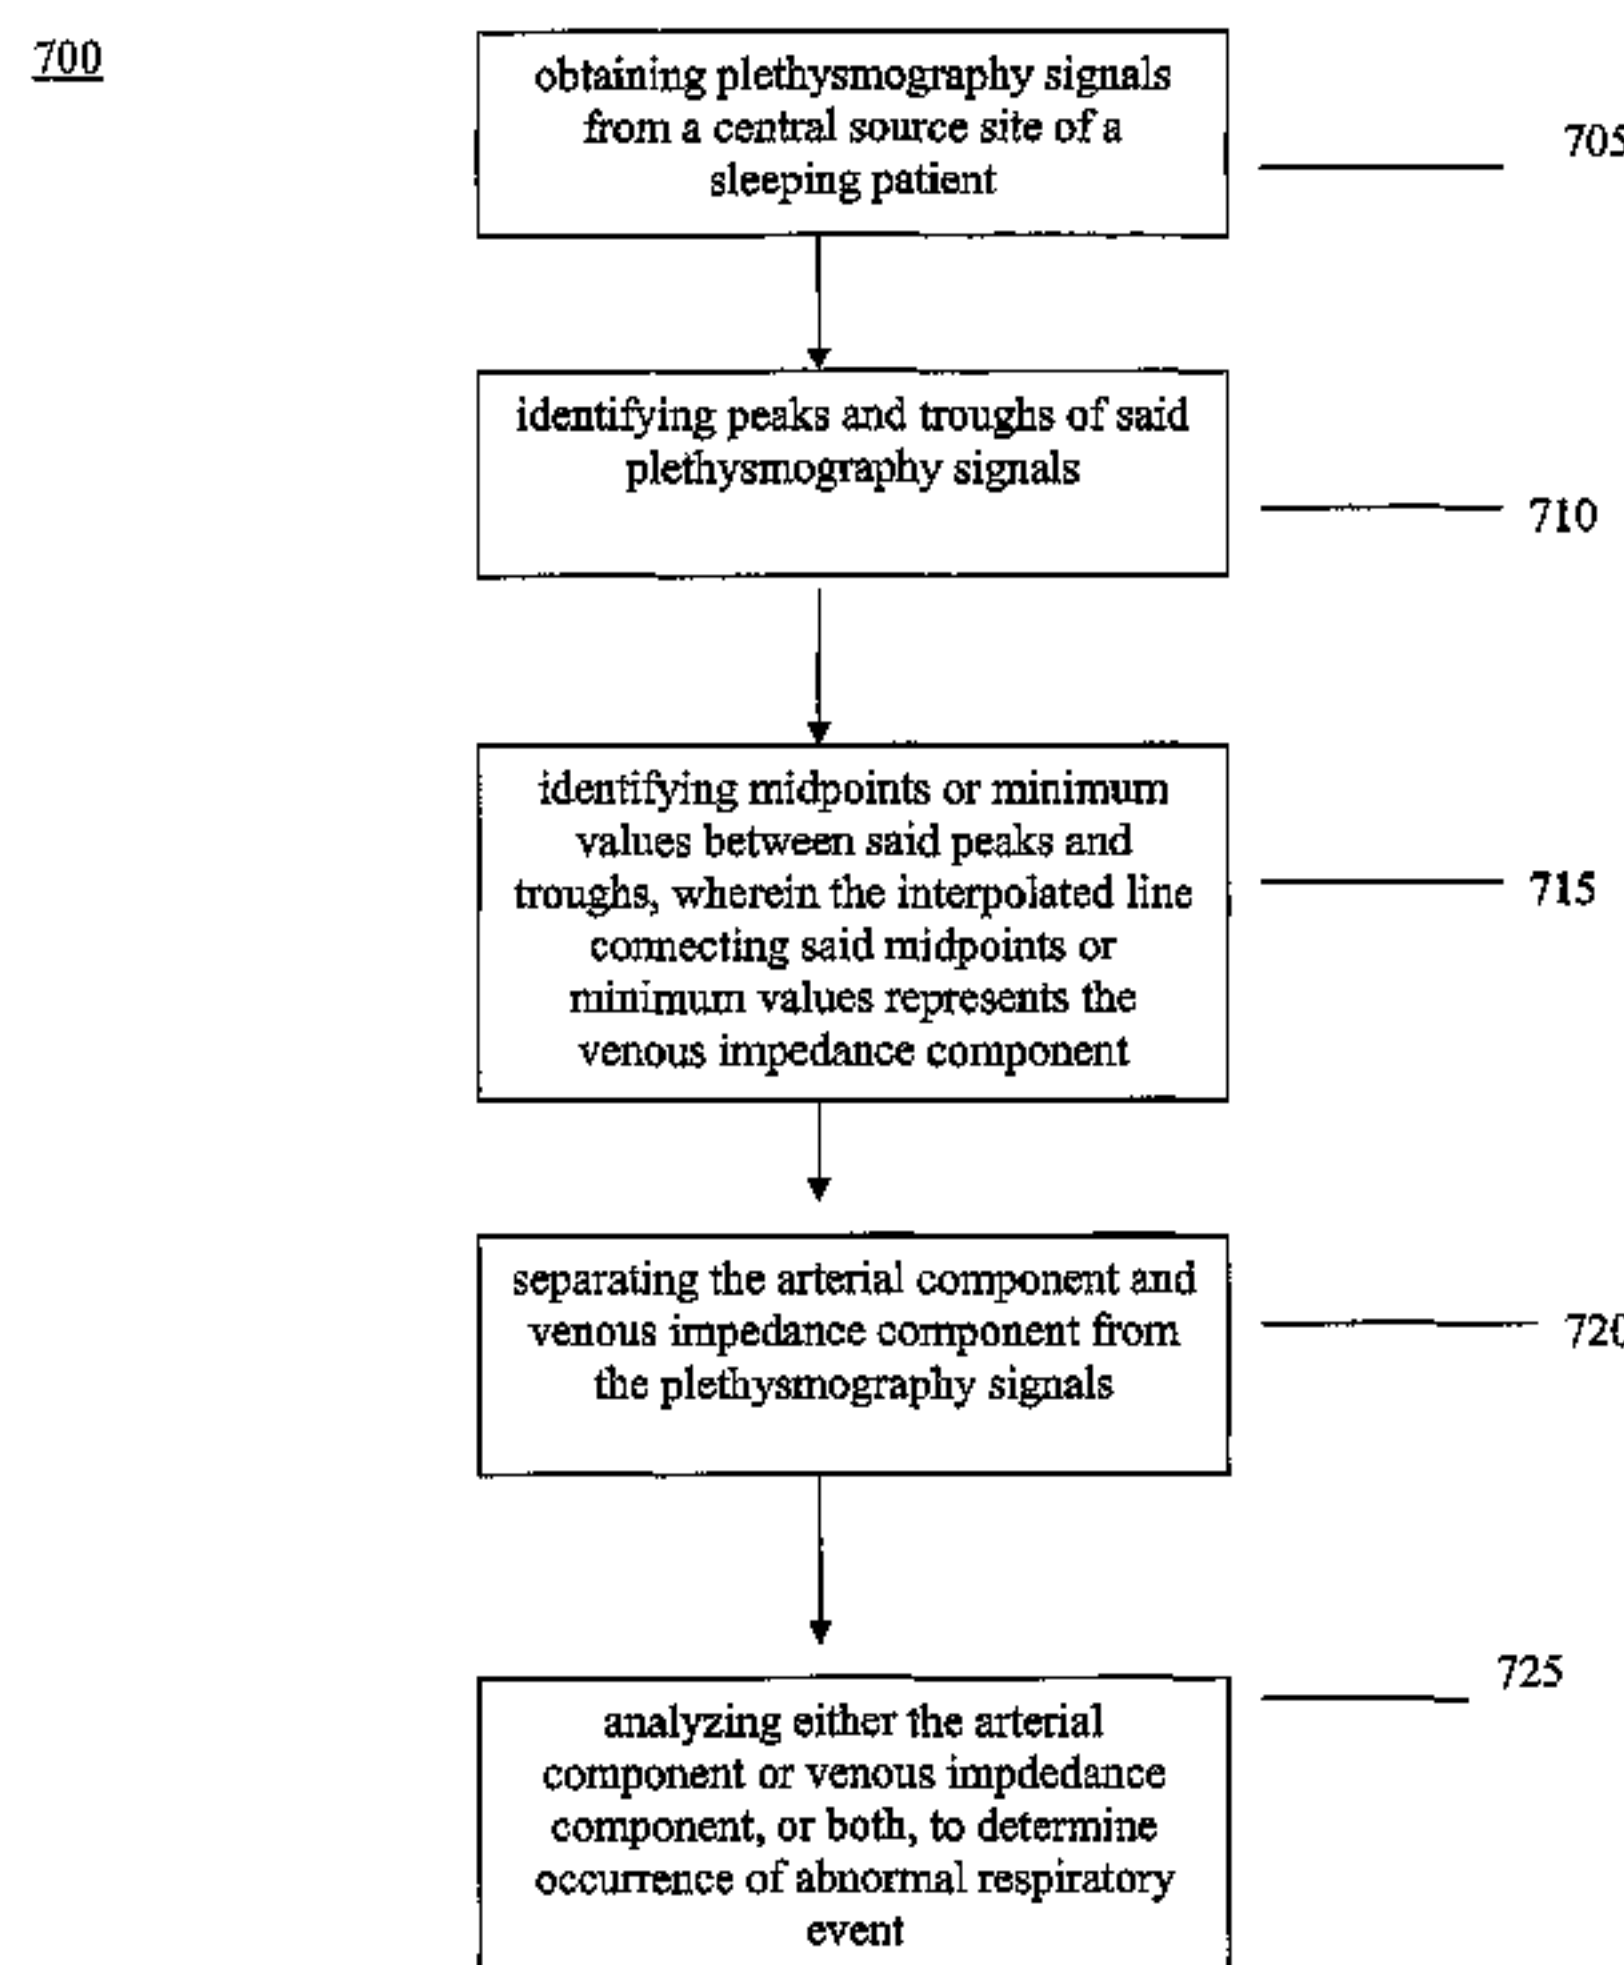 700
obtaining plethysmography signals
from a central source site of a
sleeping patient
705
identifying peaks and troughs of said
plethysmography signals
710
identifying midpoints or minimum
values between said peaks and
troughs, wherein the interpolated line
connecting said midpoints or
minimum values represents the
venous impedance component
715
separating the arterial component and
venous impedance component from
the plethysmography signals
720
725
analyzing either the arterial
component or venous impdedance
component, or both, to determine
occurrence of abnormal respiratory
event